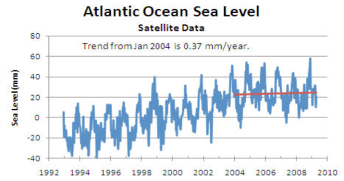 Atlantic Ocean Sea Level
Satellite Data
Trend from Jan 2004 is 0.37 mm/year.
Sea Level(mm)
80
60
40
20
0
-20
-40
1992 1994 1996 1998 2000 2002 2004 2006 2008 2010